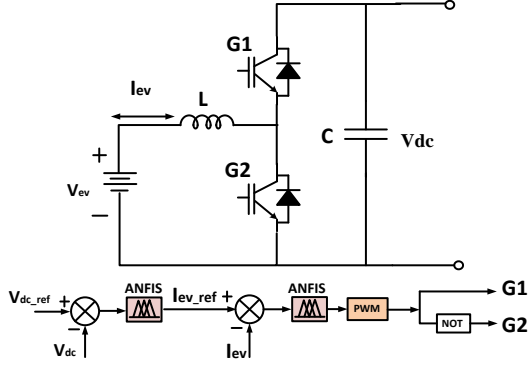 G1
Iev
L
+
C
Vdc
Vev
G2
−
ANFIS
ANFIS
G1
Vdc_ref
+
Iev_ref
+
PWM
−
−
NOT
G2
Vdc
Iev